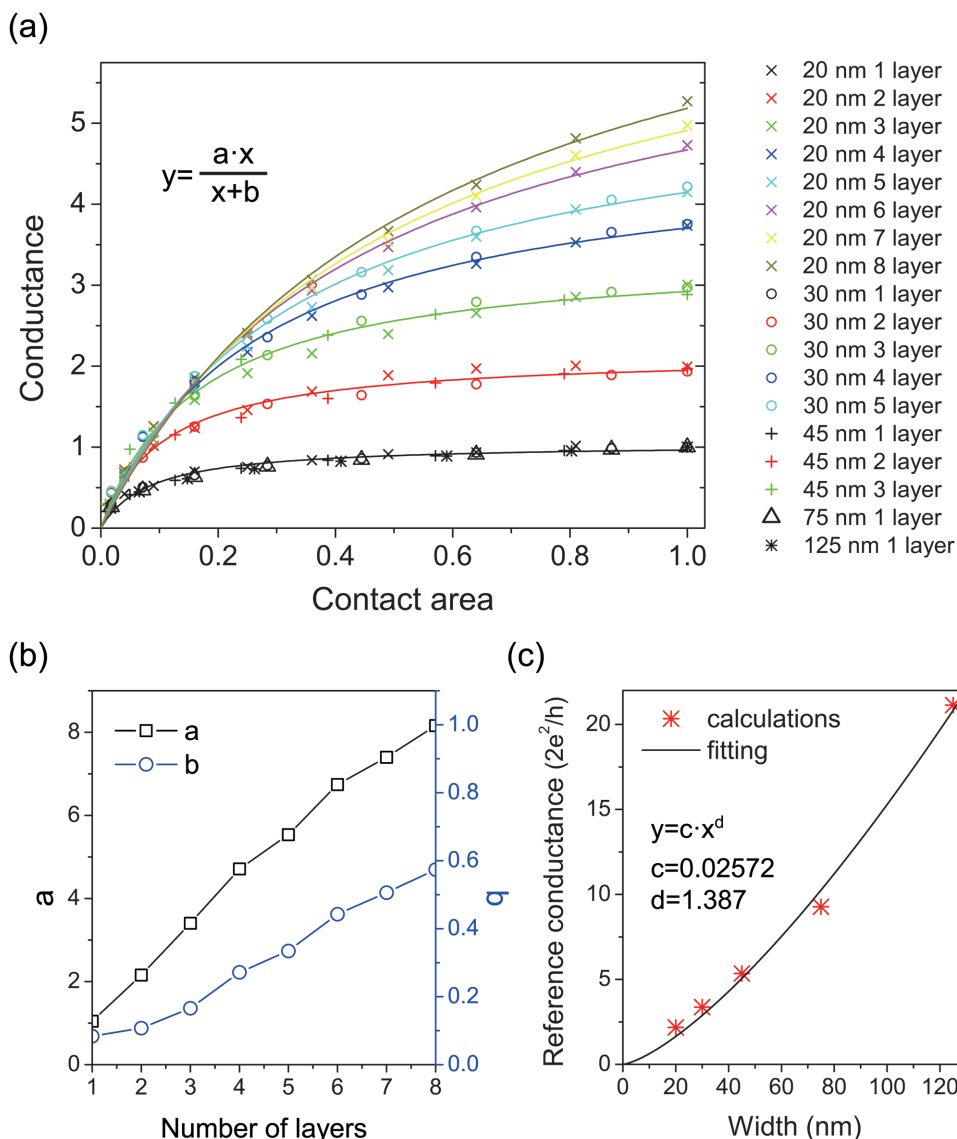 (a)
5
4
3
2
1
0
Conductance
y= a·x
x+b
0.0 0.2 0.4 0.6 0.8 1.0
Contact area
20 nm 1 layer
20 nm 2 layer
20 nm 3 layer
20 nm 4 layer
20 nm 5 layer
20 nm 6 layer
20 nm 7 layer
20 nm 8 layer
30 nm 1 layer
30 nm 2 layer
30 nm 3 layer
30 nm 4 layer
30 nm 5 layer
45 nm 1 layer
45 nm 2 layer
45 nm 3 layer
75 nm 1 layer
125 nm 1 layer
(b)
8
6
4
2
0
a
a
b
1.0
0.8
0.6
0.4
0.2
0.0
b
1 2 3 4 5 6 7 8
Number of layers
(c)
20
15
10
5
0
Reference conductance (2e²/h)
calculations
fitting
y=c·xᵈ
c=0.02572
d=1.387
0 20 40 60 80 100 120
Width (nm)